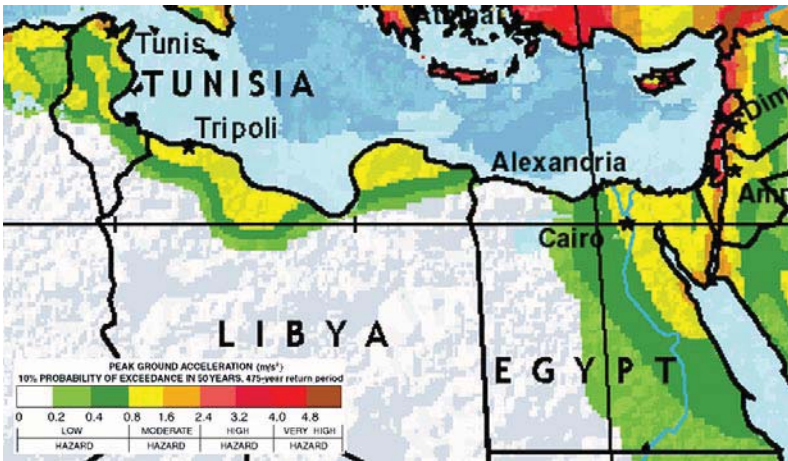 Tunis
TUNISIA
Tripoli
Alexandria
Cairo
LIBYA
EGYPT
PEAK GROUND ACCELERATION (m/s²)
10% PROBABILITY OF EXCEEDANCE IN 50 YEARS, 475-year return period
0 0.2 0.4 0.8 1.6 2.4 3.2 4.0 4.8
LOW MODERATE HIGH VERY HIGH
HAZARD HAZARD HAZARD HAZARD